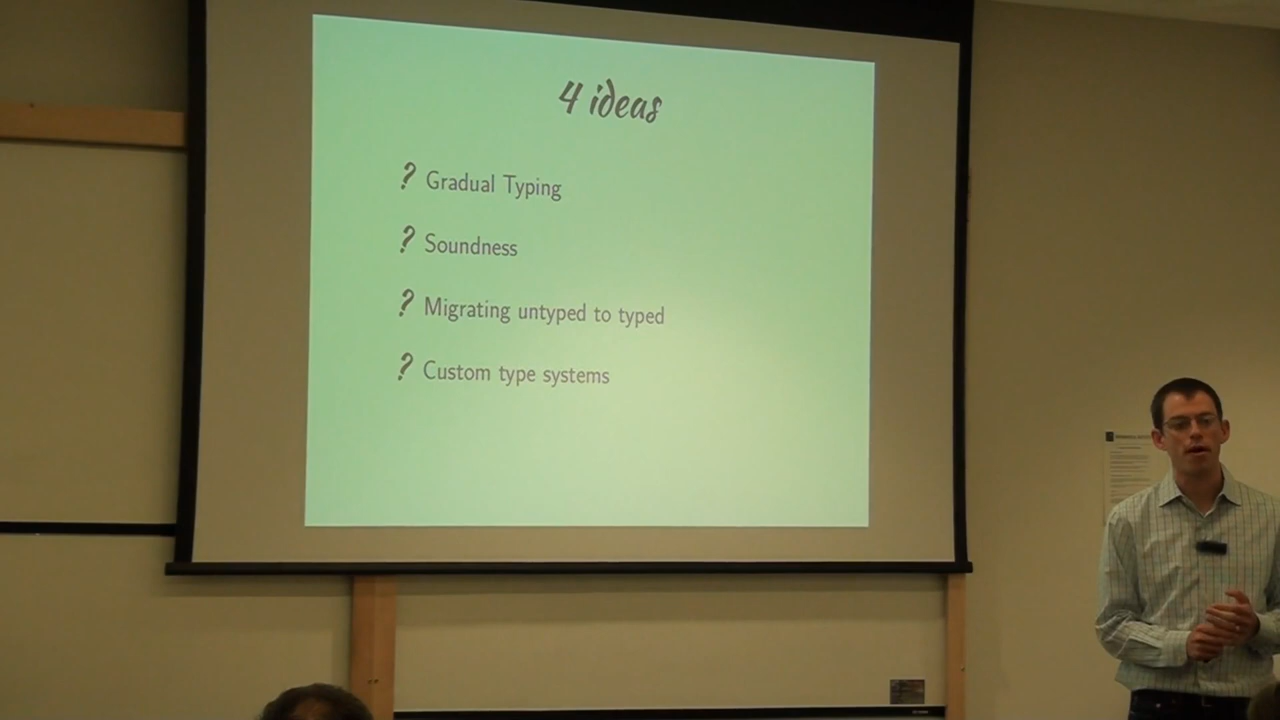 4 ideas
? Gradual Typing
? Soundness
? Migrating untyped to typed
? Custom type systems